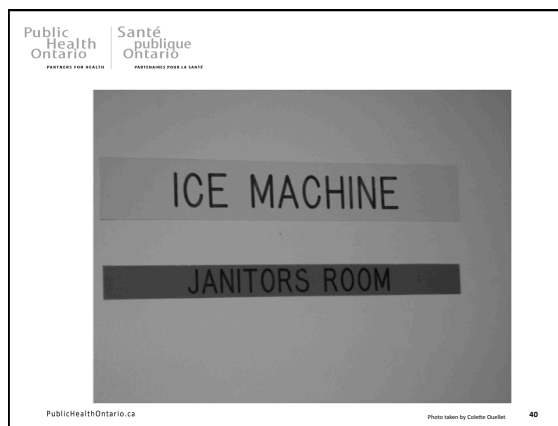 Public
Health
Ontario
PARTNERS FOR HEALTH
Santé
publique
Ontario
PARTENAIRES POUR LA SANTÉ
ICE MACHINE
JANITORS ROOM
PublicHealthOntario.ca
Photo taken by Colette Ouellet
40